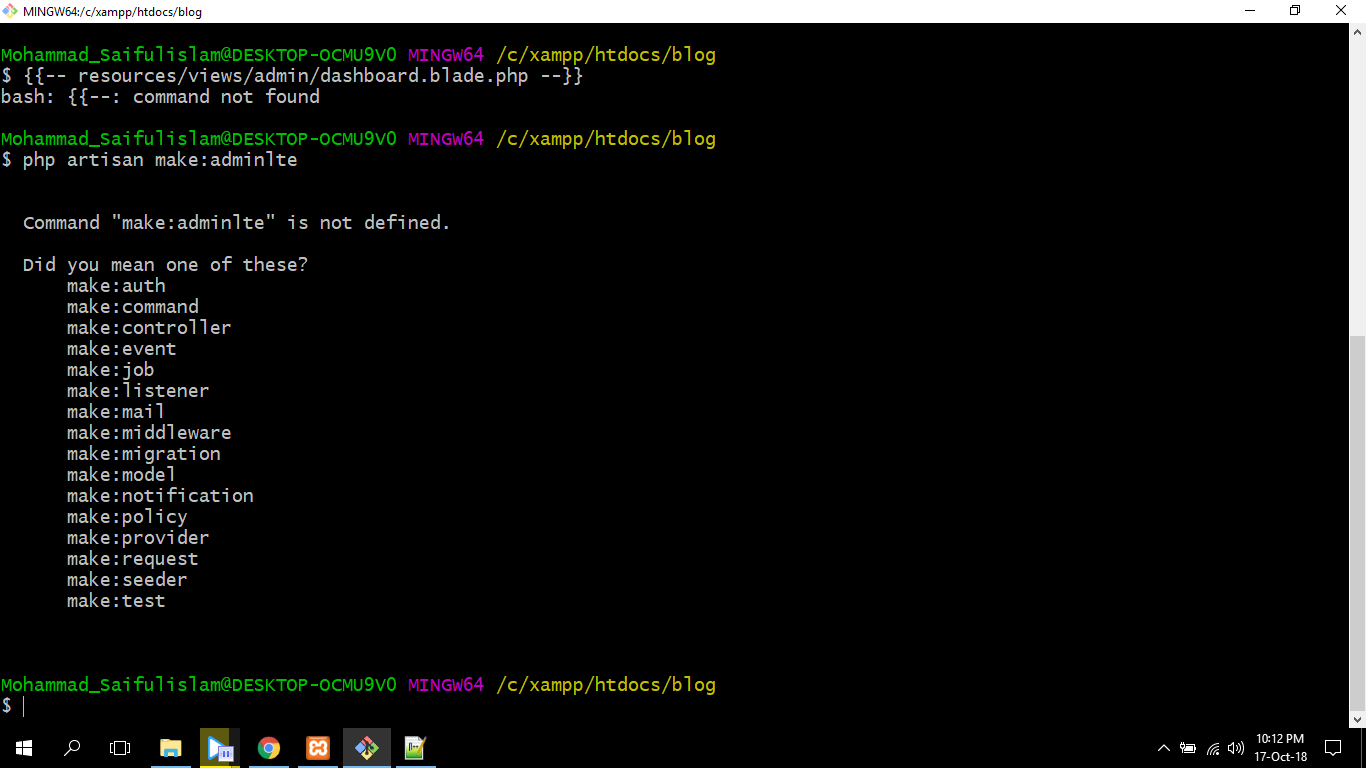 MINGW64:/c/xampp/htdocs/blog
Mohammad_Saifulislam@DESKTOP-OCMU9V0 MINGW64 /c/xampp/htdocs/blog
$ {{-- resources/views/admin/dashboard.blade.php --}}
bash: {{--: command not found
Mohammad_Saifulislam@DESKTOP-OCMU9V0 MINGW64 /c/xampp/htdocs/blog
$ php artisan make:adminlte
Command "make:adminlte" is not defined.
Did you mean one of these?
make:auth
make:command
make:controller
make:event
make:job
make:listener
make:mail
make:middleware
make:migration
make:model
make:notification
make:policy
make:provider
make:request
make:seeder
make:test
Mohammad_Saifulislam@DESKTOP-OCMU9V0 MINGW64 /c/xampp/htdocs/blog
$
10:12 PM
17-Oct-18